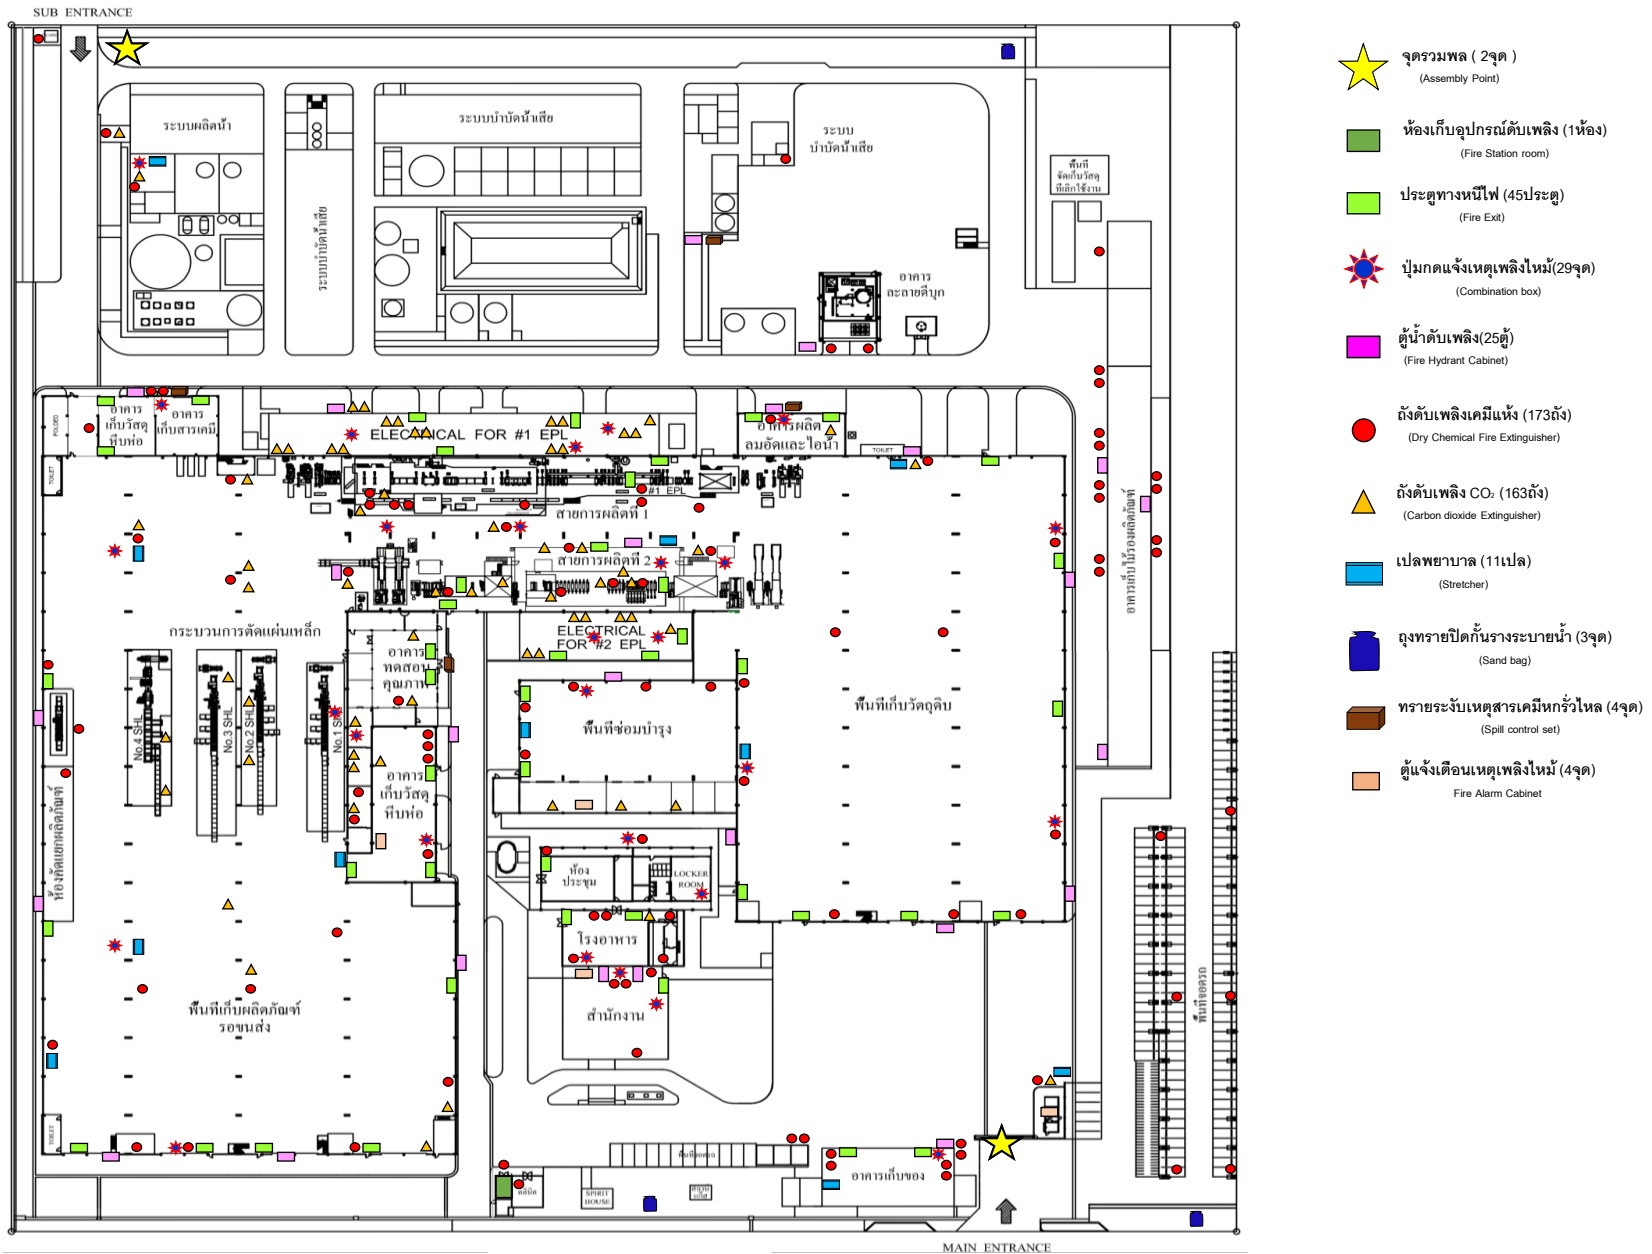 SUB ENTRANCE
ระบบผลิตน้ำ
ระบบบำบัดน้ำเสีย
ระบบบำบัดน้ำเสีย
ระบบ
บำบัดน้ำเสีย
พื้นที่
จัดเก็บวัสดุ
ที่เลิกใช้งาน
อาคาร
ละลายดีบุก
FOLDED
อาคาร
เก็บวัสดุ
หีบห่อ
อาคาร
เก็บสารเคมี
ELECTRICAL FOR #1 EPL
อาคารผลิต
ลมอัดและไอน้ำ
TOILET
TOILET
#1 EPL
สายการผลิตที่ 1
สายการผลิตที่ 2
ELECTRICAL
FOR #2 EPL
กระบวนการตัดแผ่นเหล็ก
อาคาร
ทดสอบ
คุณภาพ
No.4 SHL
No.3 SHL
No.2 SHL
No.1 SHL
พื้นที่ซ่อมบำรุง
พื้นที่เก็บวัตถุดิบ
อาคาร
เก็บวัสดุ
หีบห่อ
ห้องคัดแยกผลิตภัณฑ์
ห้อง
ประชุม
LOCKER
ROOM
โรงอาหาร
สำนักงาน
พื้นที่เก็บผลิตภัณฑ์
รอขนส่ง
พื้นที่จอดรถ
TOILET
พื้นที่จอดรถ
อาคารเก็บของ
คลินิค
SPIRIT
HOUSE
MAIN ENTRANCE
จุดรวมพล ( 2จุด )
(Assembly Point)
ห้องเก็บอุปกรณ์ดับเพลิง (1ห้อง)
(Fire Station room)
ประตูทางหนีไฟ (45ประตู)
(Fire Exit)
ปุ่มกดแจ้งเหตุเพลิงไหม้(29จุด)
(Combination box)
ตู้น้ำดับเพลิง(25ตู้)
(Fire Hydrant Cabinet)
ถังดับเพลิงเคมีแห้ง (173ถัง)
(Dry Chemical Fire Extinguisher)
ถังดับเพลิง CO₂ (163ถัง)
(Carbon dioxide Extinguisher)
เปลพยาบาล (11เปล)
(Stretcher)
ถุงทรายปิดกั้นรางระบายน้ำ (3จุด)
(Sand bag)
ทรายระงับเหตุสารเคมีหกรั่วไหล (4จุด)
(Spill control set)
ตู้แจ้งเตือนเหตุเพลิงไหม้ (4จุด)
Fire Alarm Cabinet